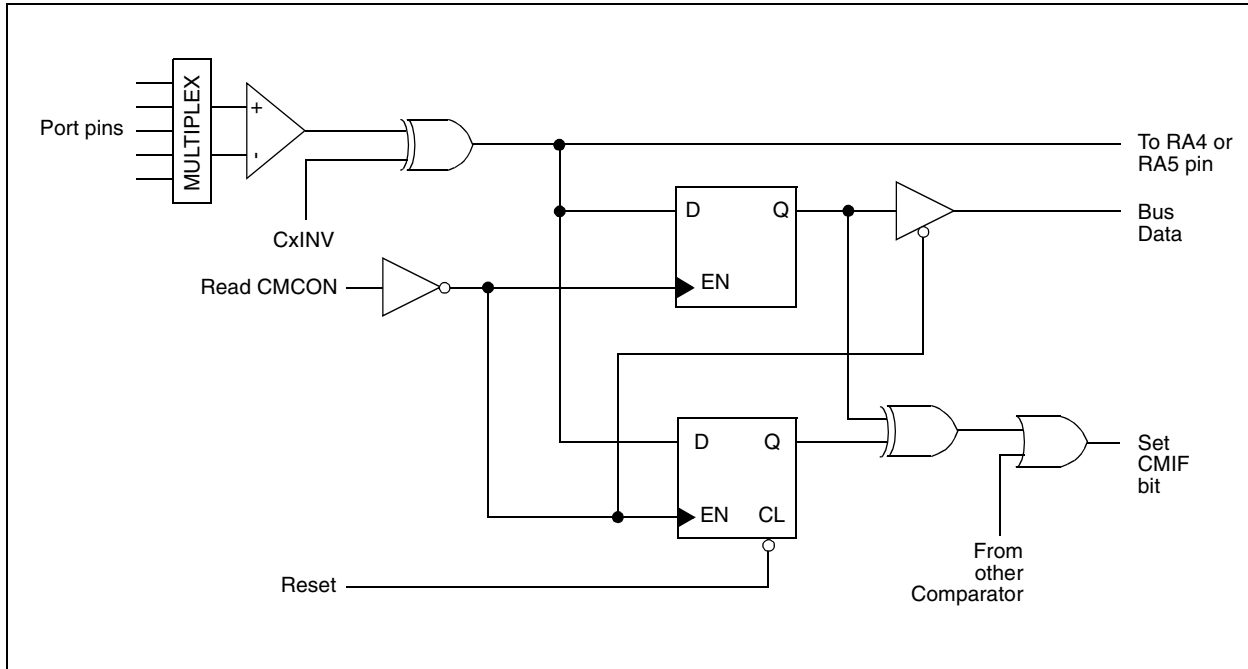 Port pins
MULTIPLEX
+
-
CxINV
To RA4 or
RA5 pin
D
Q
EN
Bus
Data
Read CMCON
D
Q
EN
CL
Set
CMIF
bit
From
other
Comparator
Reset